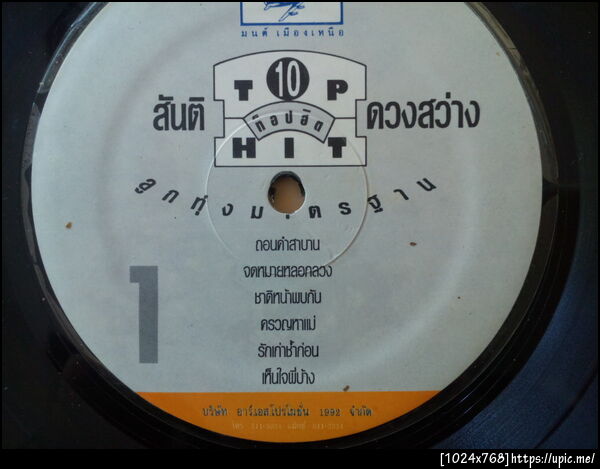 มนต์ เมืองเหนือ
TOP
10
สันติ ท็อปฮิต ดวงสว่าง
HIT
ลูกทุ่งมาตรฐาน
ถอนคำสาบาน
จดหมายหลอกลวง
ชาติหน้าพบกัน
ครวญหาแม่
รักเก่าช้ำก่อน
เห็นใจพี่บ้าง
1
บริษัท อาร์เอสโปรโมชั่น 1992 จำกัด
[1024x768]https://upic.me/